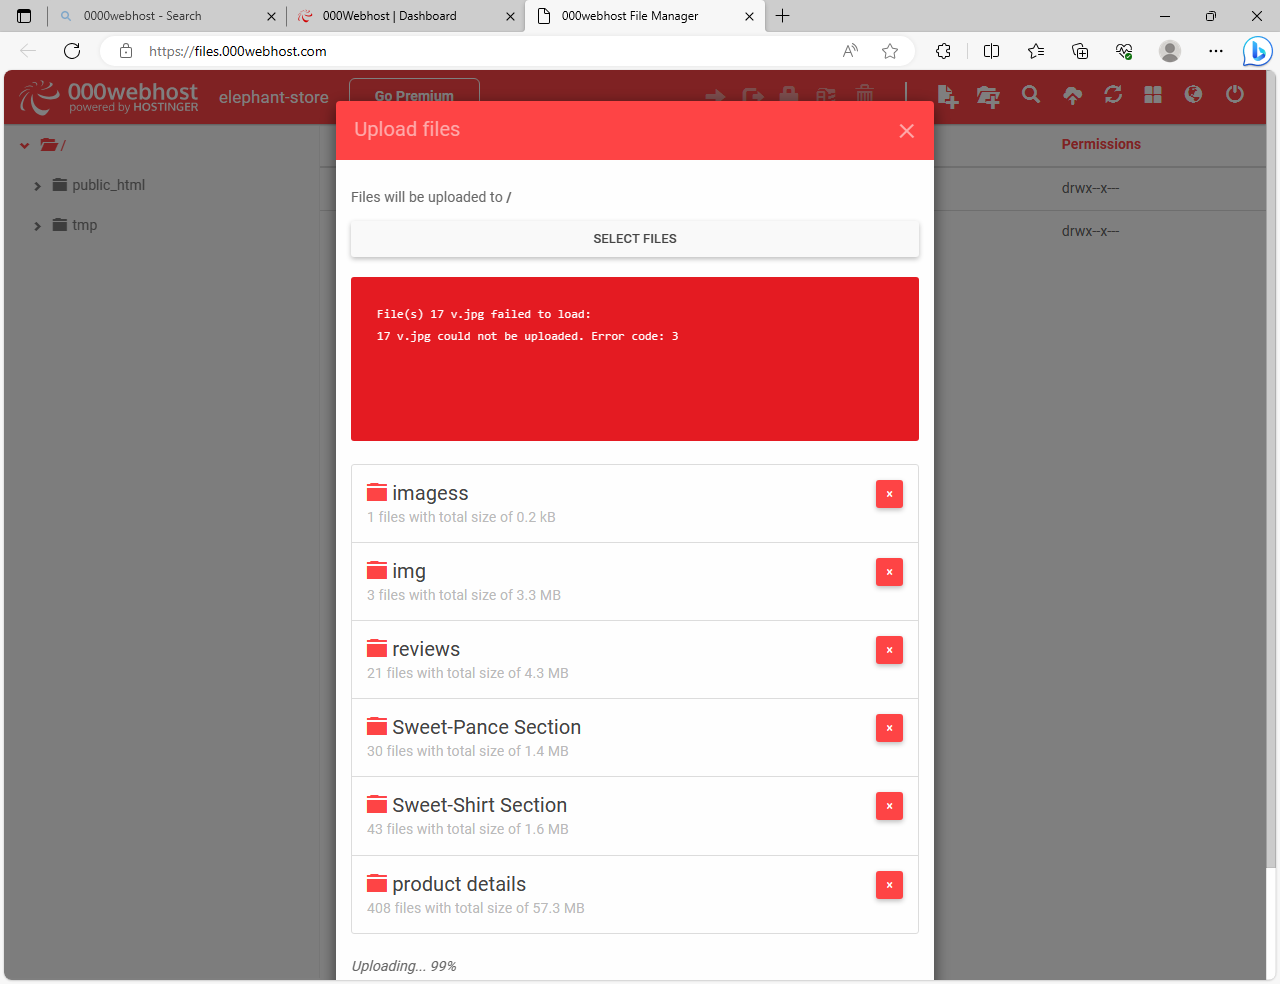 0000webhost - Search
000Webhost | Dashboard
000webhost File Manager
https://files.000webhost.com
000webhost
powered by HOSTINGER
elephant-store
Go Premium
Upload files
/
public_html
tmp
Permissions
drwx--x---
drwx--x---
Files will be uploaded to /
SELECT FILES
File(s) 17 v.jpg failed to load:
17 v.jpg could not be uploaded. Error code: 3
imagess
1 files with total size of 0.2 kB
img
3 files with total size of 3.3 MB
reviews
21 files with total size of 4.3 MB
Sweet-Pance Section
30 files with total size of 1.4 MB
Sweet-Shirt Section
43 files with total size of 1.6 MB
product details
408 files with total size of 57.3 MB
Uploading... 99%